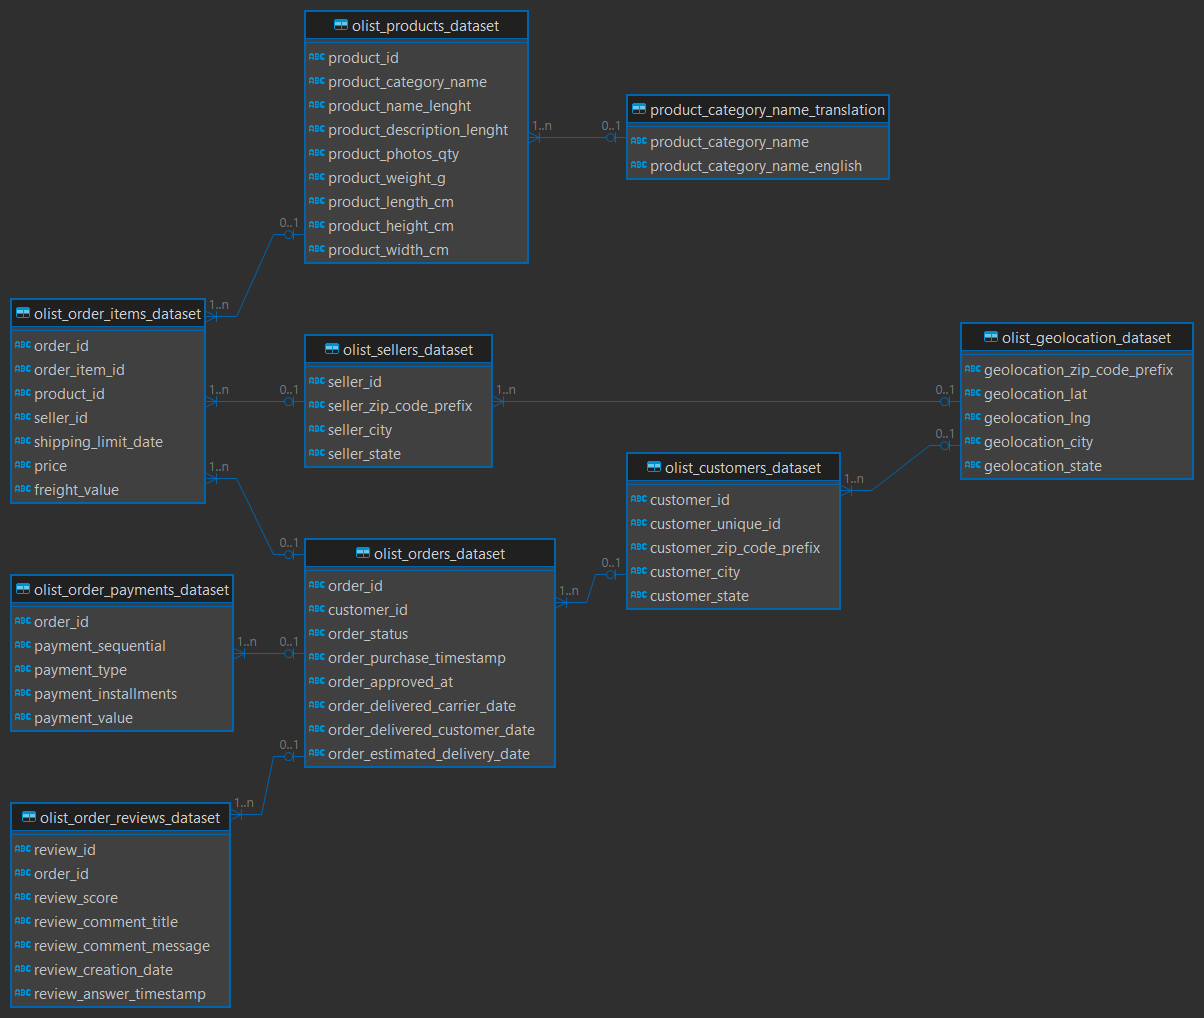 olist_products_dataset
ABC product_id
ABC product_category_name
ABC product_name_lenght
ABC product_description_lenght
ABC product_photos_qty
ABC product_weight_g
ABC product_length_cm
ABC product_height_cm
ABC product_width_cm
1..n
0..1
product_category_name_translation
ABC product_category_name
ABC product_category_name_english
0..1
1..n
olist_order_items_dataset
ABC order_id
ABC order_item_id
ABC product_id
ABC seller_id
ABC shipping_limit_date
ABC price
ABC freight_value
1..n
0..1
olist_sellers_dataset
ABC seller_id
ABC seller_zip_code_prefix
ABC seller_city
ABC seller_state
1..n
0..1
olist_geolocation_dataset
ABC geolocation_zip_code_prefix
ABC geolocation_lat
ABC geolocation_lng
ABC geolocation_city
ABC geolocation_state
0..1
1..n
olist_customers_dataset
ABC customer_id
ABC customer_unique_id
ABC customer_zip_code_prefix
ABC customer_city
ABC customer_state
0..1
1..n
1..n
0..1
olist_orders_dataset
ABC order_id
ABC customer_id
ABC order_status
ABC order_purchase_timestamp
ABC order_approved_at
ABC order_delivered_carrier_date
ABC order_delivered_customer_date
ABC order_estimated_delivery_date
olist_order_payments_dataset
ABC order_id
ABC payment_sequential
ABC payment_type
ABC payment_installments
ABC payment_value
1..n
0..1
0..1
1..n
olist_order_reviews_dataset
ABC review_id
ABC order_id
ABC review_score
ABC review_comment_title
ABC review_comment_message
ABC review_creation_date
ABC review_answer_timestamp